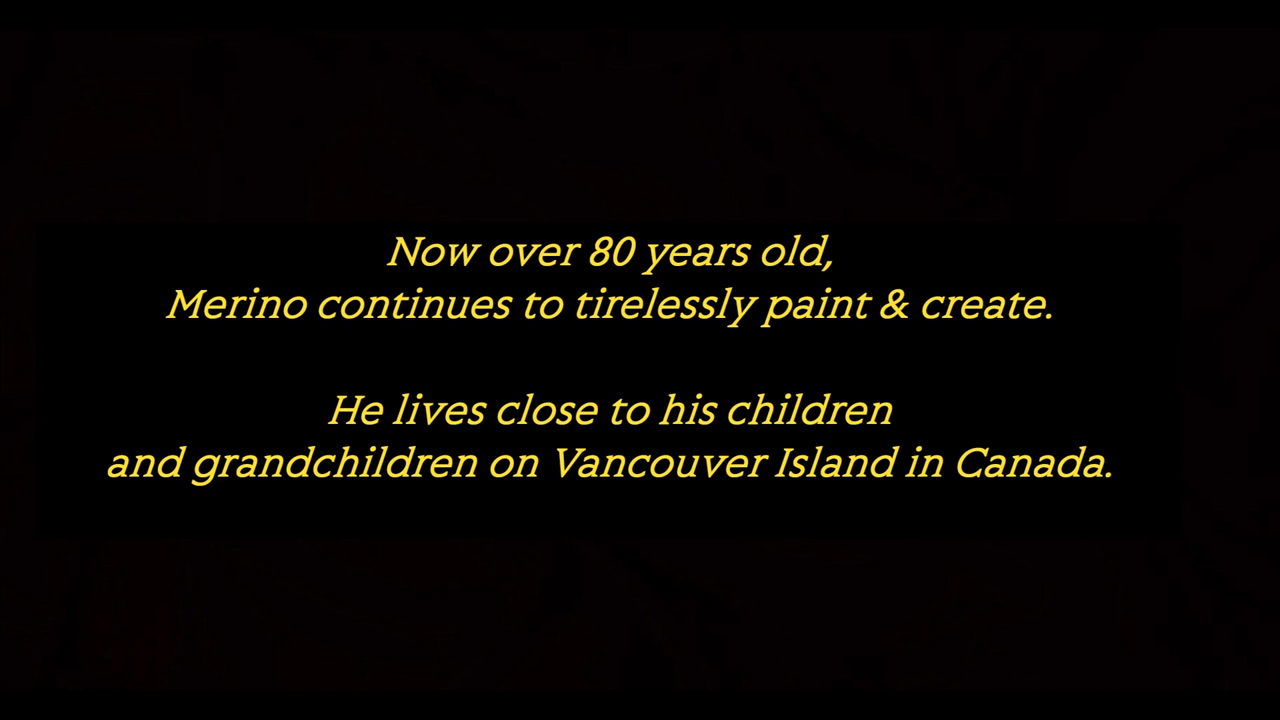 Now over 80 years old,
Merino continues to tirelessly paint & create.
He lives close to his children
and grandchildren on Vancouver Island in Canada.